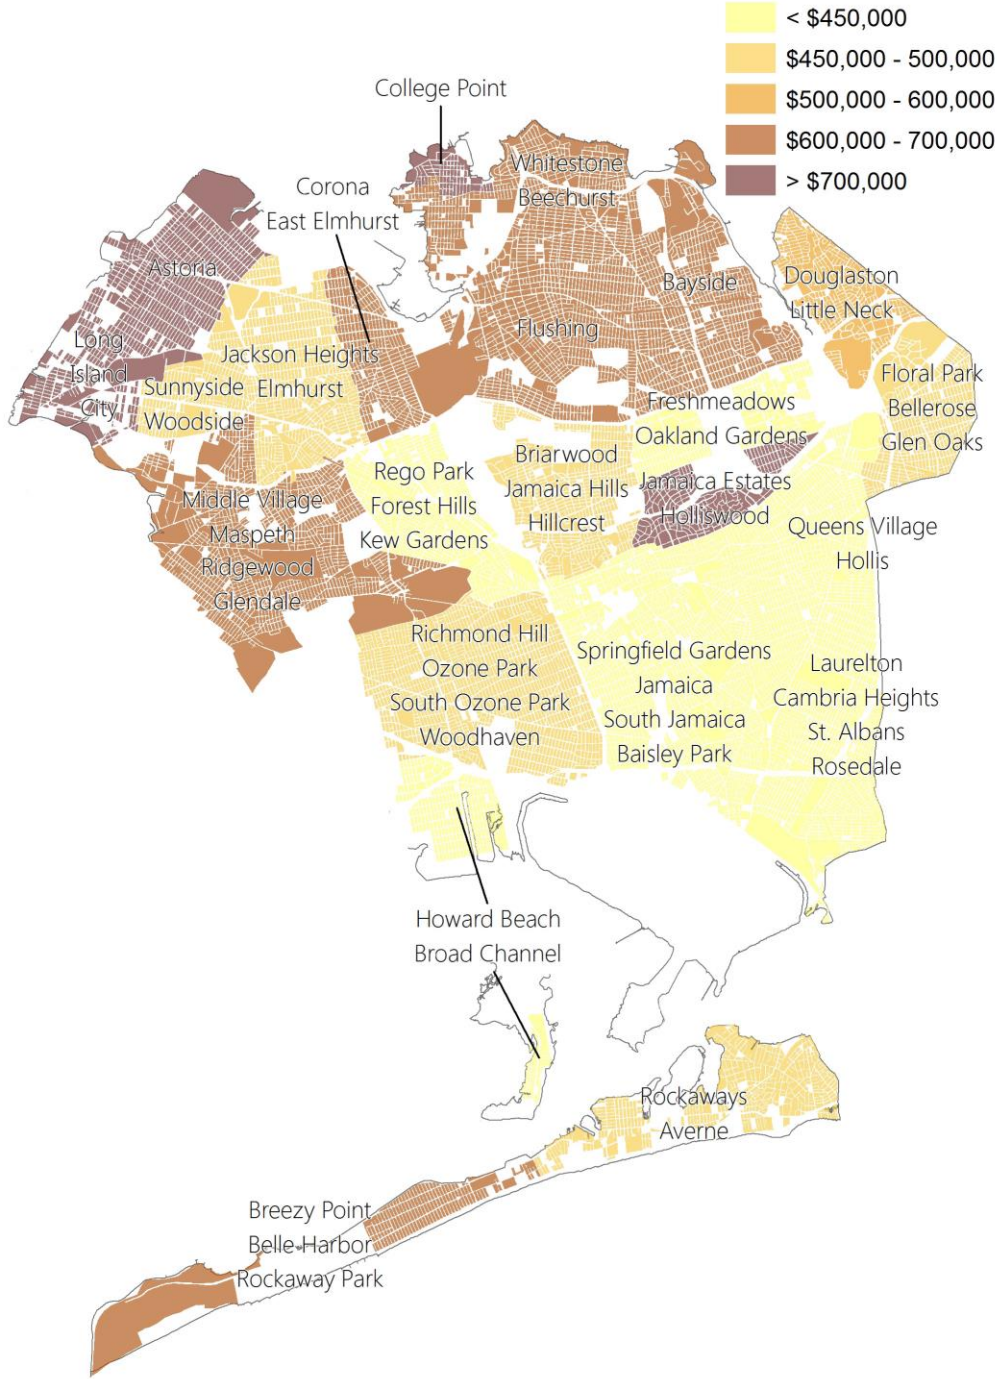 < $450,000
$450,000 - 500,000
$500,000 - 600,000
$600,000 - 700,000
> $700,000
College Point
Whitestone
Beechurst
Corona
East Elmhurst
Astoria
Bayside
Douglaston
Little Neck
Flushing
Long
Island
City
Jackson Heights
Elmhurst
Sunnyside
Woodside
Floral Park
Bellerose
Glen Oaks
Freshmeadows
Oakland Gardens
Briarwood
Jamaica Hills
Hillcrest
Rego Park
Forest Hills
Kew Gardens
Jamaica Estates
Holliswood
Middle Village
Maspeth
Ridgewood
Glendale
Queens Village
Hollis
Richmond Hill
Ozone Park
South Ozone Park
Woodhaven
Springfield Gardens
Jamaica
South Jamaica
Baisley Park
Laurelton
Cambria Heights
St. Albans
Rosedale
Howard Beach
Broad Channel
Rockaways
Averne
Breezy Point
Belle Harbor
Rockaway Park